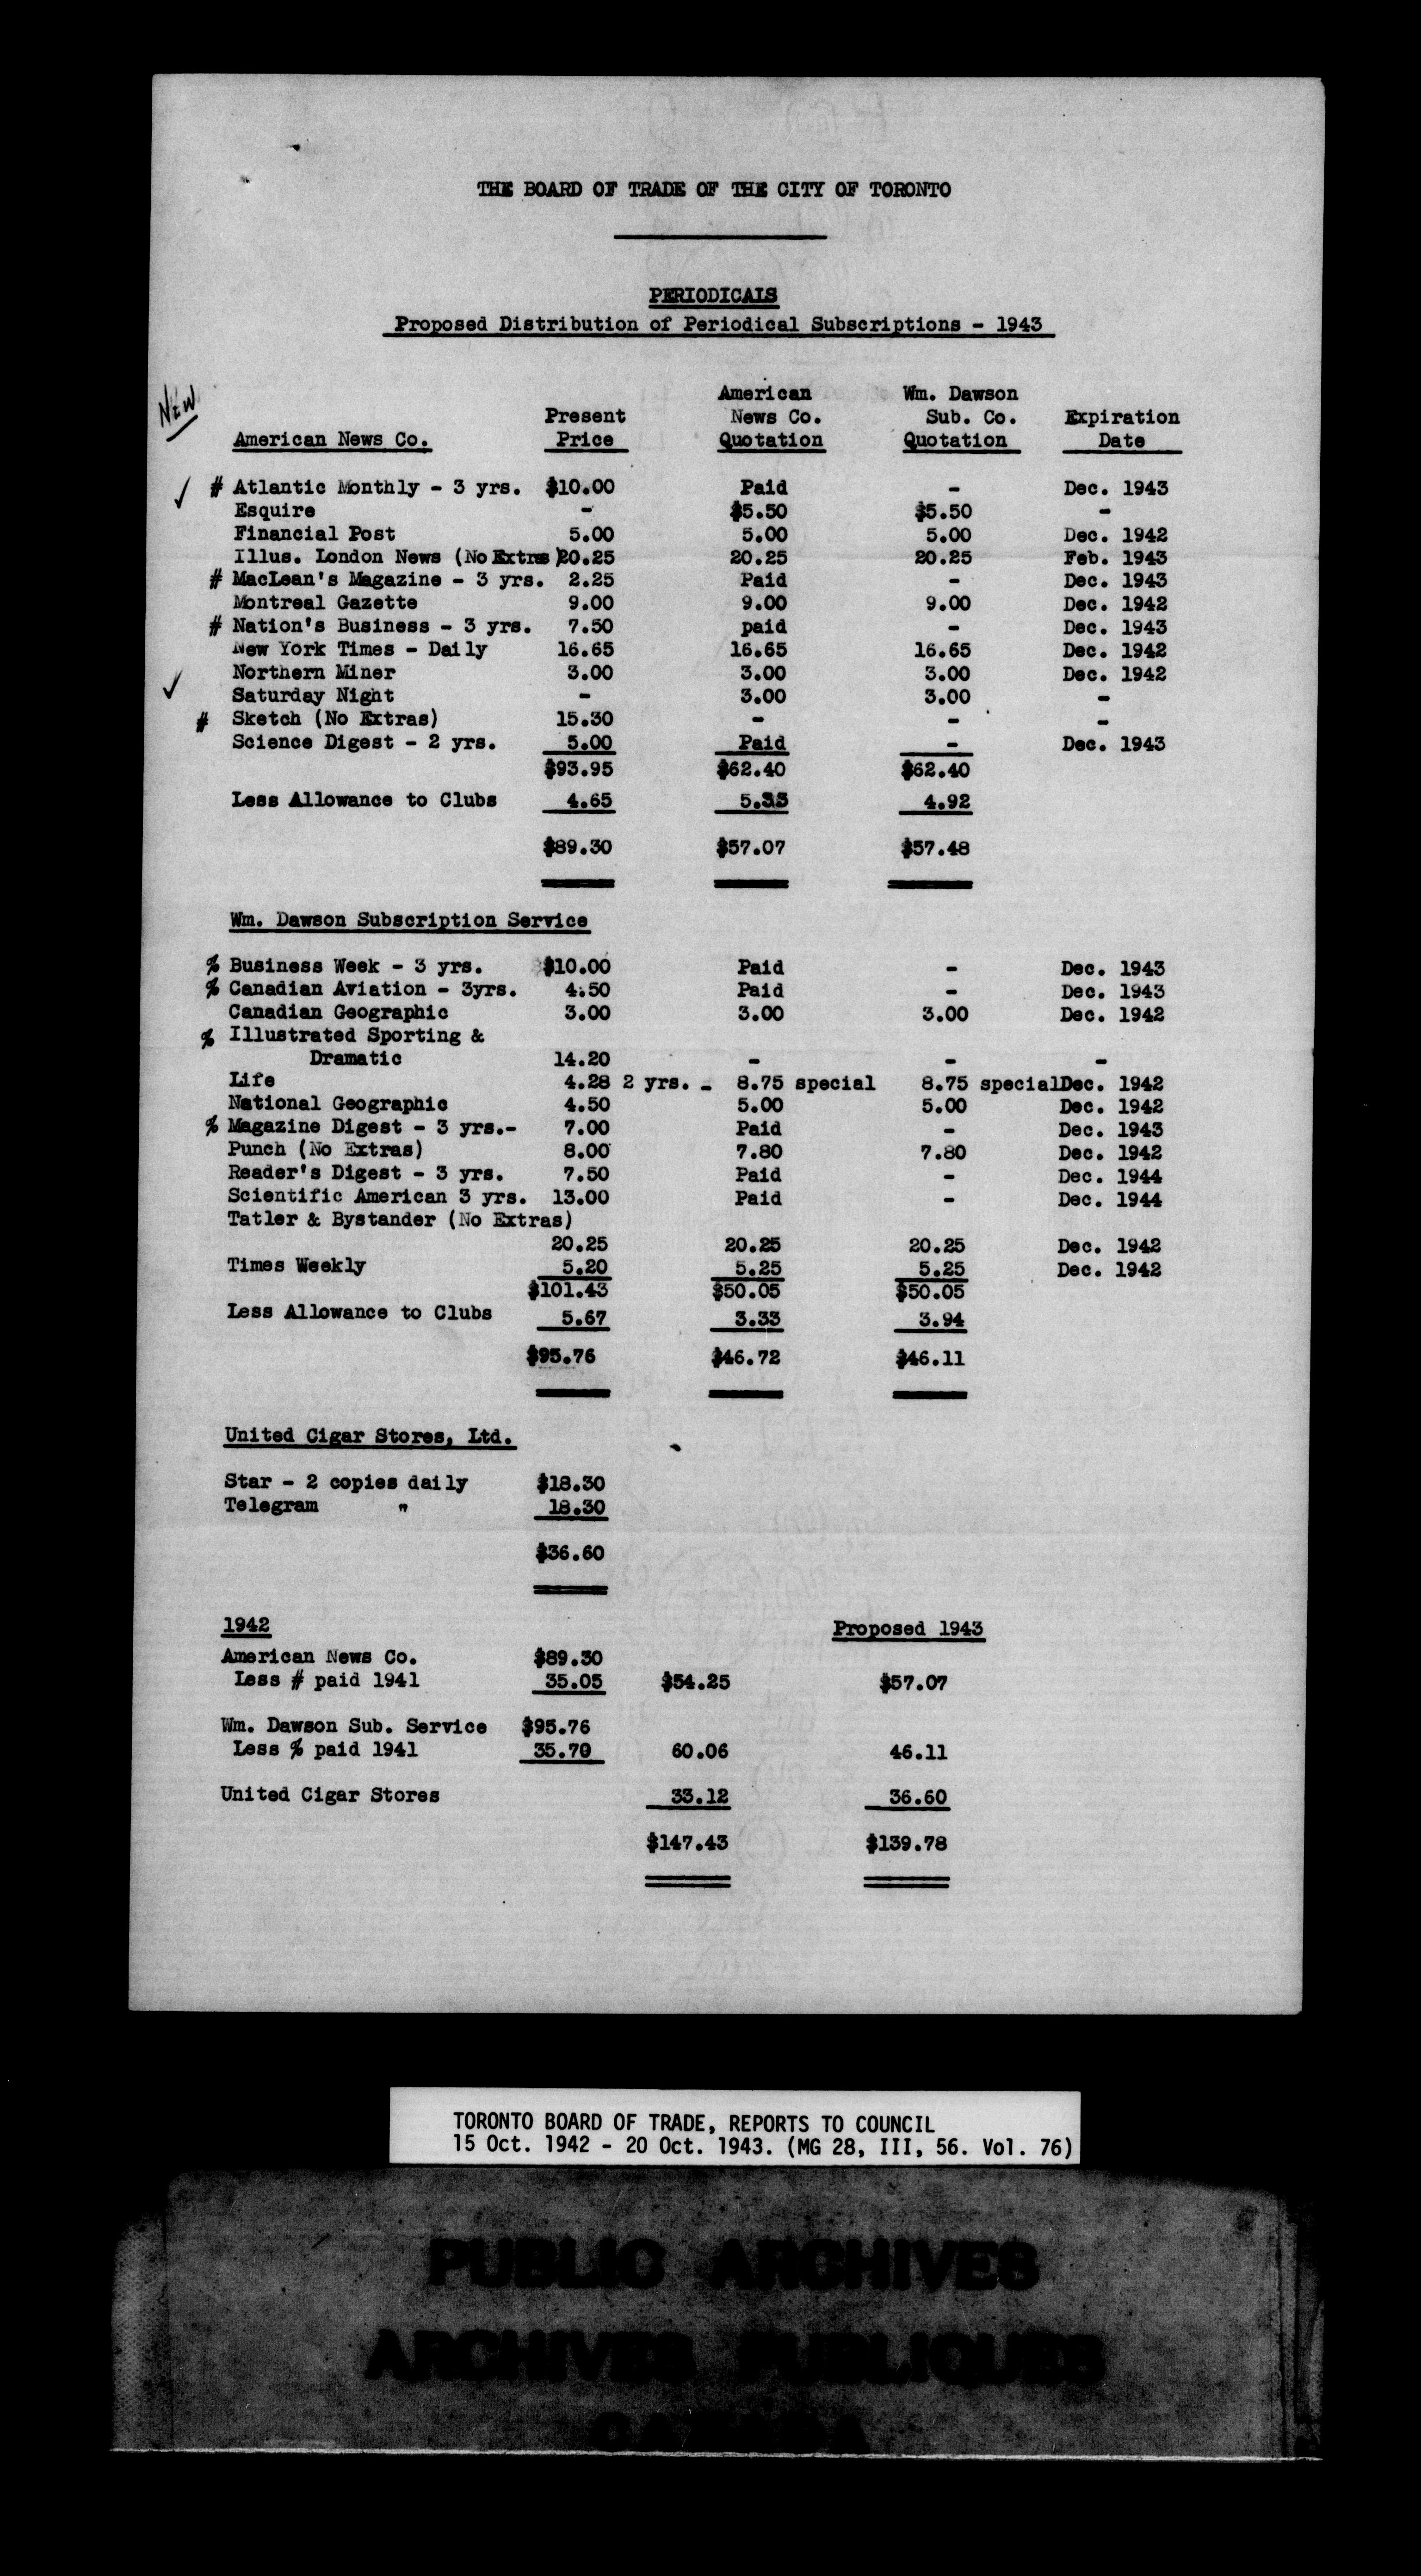 THE BOARD OF TRADE OF THE CITY OF TORONTO
PERIODICALS
Proposed Distribution of Periodical Subscriptions - 1943
NEW
American Wm. Dawson
Present News Co. Sub. Co. Expiration
American News Co. Price Quotation Quotation Date
✓ # Atlantic Monthly - 3 yrs. $10.00 Paid - Dec. 1943
Esquire - $5.50 $5.50 -
Financial Post 5.00 5.00 5.00 Dec. 1942
Illus. London News (No Extras) 20.25 20.25 20.25 Feb. 1943
# MacLean's Magazine - 3 yrs. 2.25 Paid - Dec. 1943
Montreal Gazette 9.00 9.00 9.00 Dec. 1942
# Nation's Business - 3 yrs. 7.50 paid - Dec. 1943
New York Times - Daily 16.65 16.65 16.65 Dec. 1942
Northern Miner 3.00 3.00 3.00 Dec. 1942
✓ Saturday Night - 3.00 3.00 -
# Sketch (No Extras) 15.30 - - -
Science Digest - 2 yrs. 5.00 Paid - Dec. 1943
$93.95 $62.40 $62.40
Less Allowance to Clubs 4.65 5.33 4.92
$89.30 $57.07 $57.48
Wm. Dawson Subscription Service
% Business Week - 3 yrs. $10.00 Paid - Dec. 1943
% Canadian Aviation - 3yrs. 4.50 Paid - Dec. 1943
Canadian Geographic 3.00 3.00 3.00 Dec. 1942
% Illustrated Sporting &
Dramatic 14.20 - - -
Life 4.28 2 yrs. - 8.75 special 8.75 special Dec. 1942
National Geographic 4.50 5.00 5.00 Dec. 1942
% Magazine Digest - 3 yrs.- 7.00 Paid - Dec. 1943
Punch (No Extras) 8.00 7.80 7.80 Dec. 1942
Reader's Digest - 3 yrs. 7.50 Paid - Dec. 1944
Scientific American 3 yrs. 13.00 Paid - Dec. 1944
Tatler & Bystander (No Extras)
20.25 20.25 20.25 Dec. 1942
Times Weekly 5.20 5.25 5.25 Dec. 1942
$101.43 $50.05 $50.05
Less Allowance to Clubs 5.67 3.33 3.94
$95.76 $46.72 $46.11
United Cigar Stores, Ltd.
Star - 2 copies daily $18.30
Telegram " 18.30
$36.60
1942 Proposed 1943
American News Co. $89.30
Less # paid 1941 35.05 $54.25 $57.07
Wm. Dawson Sub. Service $95.76
Less % paid 1941 35.70 60.06 46.11
United Cigar Stores 33.12 36.60
$147.43 $139.78
TORONTO BOARD OF TRADE, REPORTS TO COUNCIL
15 Oct. 1942 - 20 Oct. 1943. (MG 28, III, 56. Vol. 76)
PUBLIC ARCHIVES
ARCHIVES PUBLIQUES
CANADA